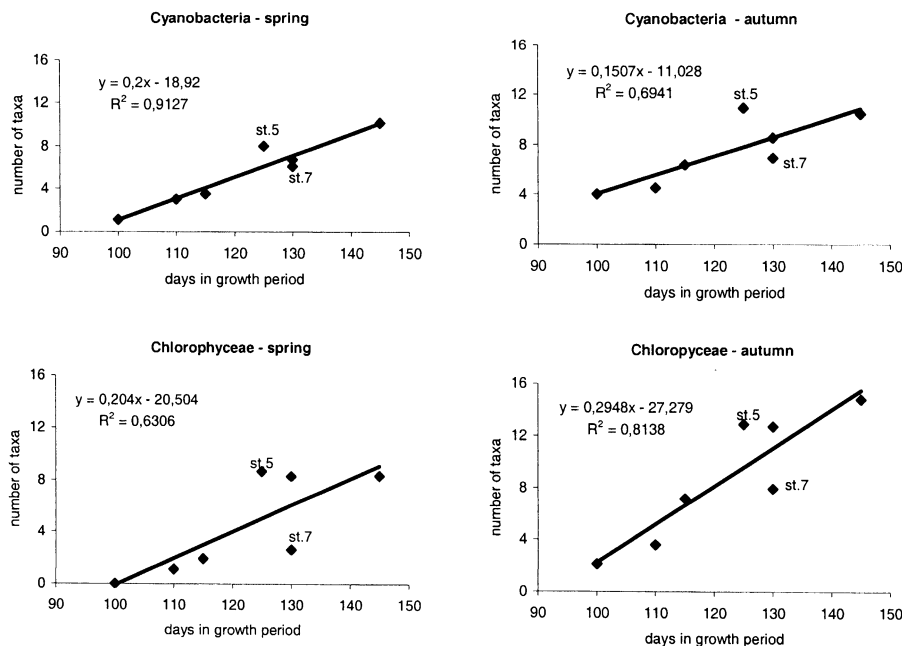 Cyanobacteria - spring
y = 0,2x - 18,92
R² = 0,9127
st.5
st.7
number of taxa
16
12
8
4
0
90 100 110 120 130 140 150
days in growth period
Cyanobacteria - autumn
y = 0,1507x - 11,028
R² = 0,6941
st.5
st.7
number of taxa
16
12
8
4
0
90 100 110 120 130 140 150
days in growth period
Chlorophyceae - spring
y = 0,204x - 20,504
R² = 0,6306
st.5
st.7
number of taxa
16
12
8
4
0
90 100 110 120 130 140 150
days in growth period
Chloropyceae - autumn
y = 0,2948x - 27,279
R² = 0,8138
st.5
st.7
number of taxa
16
12
8
4
0
90 100 110 120 130 140 150
days in growth period